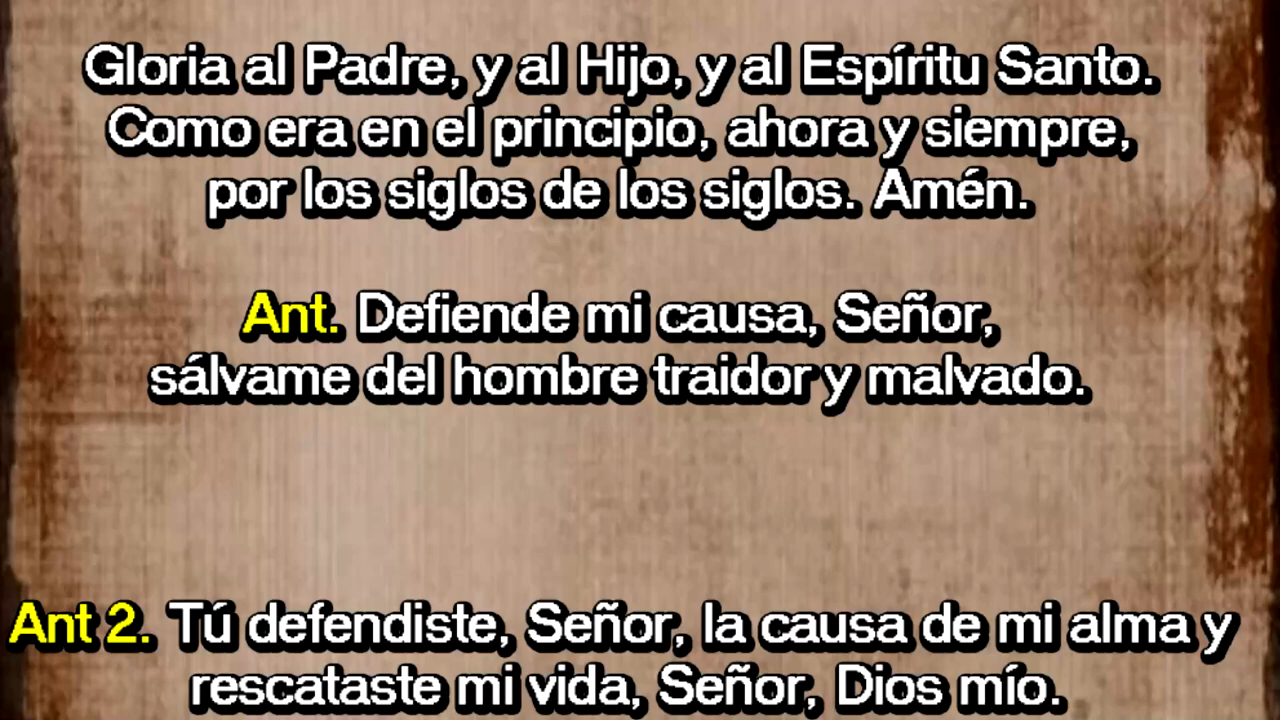 Gloria al Padre, y al Hijo, y al Espíritu Santo.
Como era en el principio, ahora y siempre,
por los siglos de los siglos. Amén.
Ant. Defiende mi causa, Señor,
sálvame del hombre traidor y malvado.
Ant 2. Tú defendiste, Señor, la causa de mi alma y
rescataste mi vida, Señor, Dios mío.